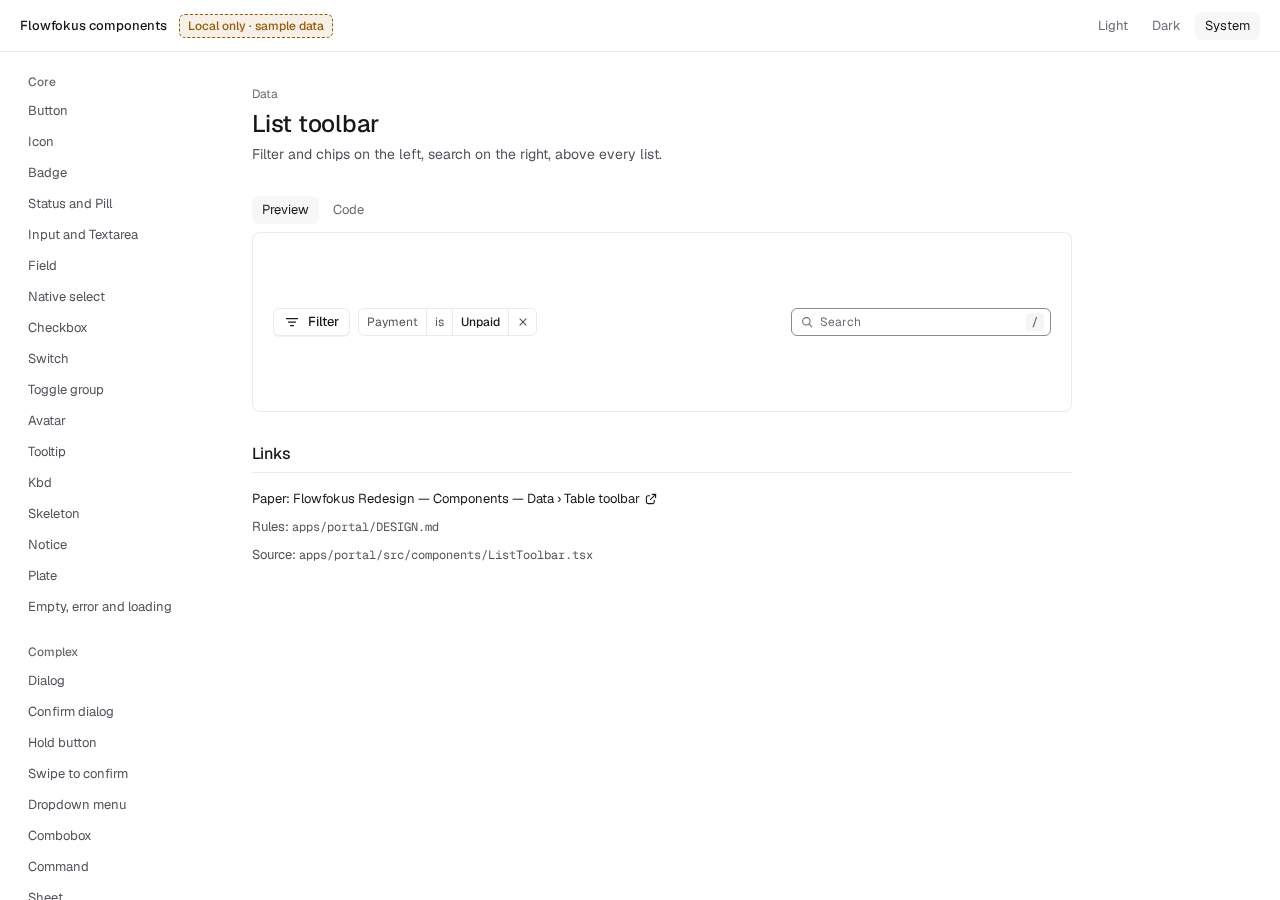 Flowfokus components
Local only · sample data
Light
Dark
System
Core
Button
Icon
Badge
Status and Pill
Input and Textarea
Field
Native select
Checkbox
Switch
Toggle group
Avatar
Tooltip
Kbd
Skeleton
Notice
Plate
Empty, error and loading
Complex
Dialog
Confirm dialog
Hold button
Swipe to confirm
Dropdown menu
Combobox
Command
Sheet
Data
List toolbar
Filter and chips on the left, search on the right, above every list.
Preview
Code
Filter
Payment is Unpaid
Search /
Links
Paper: Flowfokus Redesign — Components — Data › Table toolbar
Rules: apps/portal/DESIGN.md
Source: apps/portal/src/components/ListToolbar.tsx